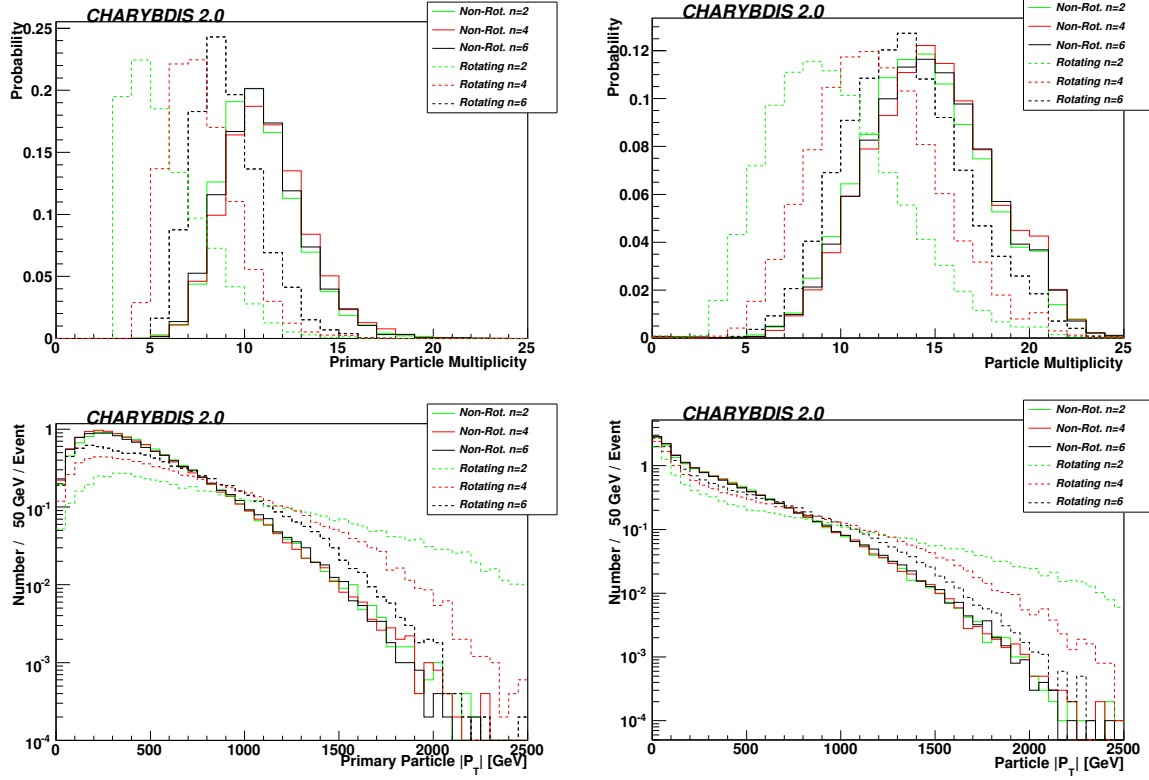 CHARYBDIS 2.0
Non-Rot. n=2
Non-Rot. n=4
Non-Rot. n=6
Rotating n=2
Rotating n=4
Rotating n=6
Probability
0.25
0.2
0.15
0.1
0.05
0
0 5 10 15 20 25
Primary Particle Multiplicity
CHARYBDIS 2.0
Non-Rot. n=2
Non-Rot. n=4
Non-Rot. n=6
Rotating n=2
Rotating n=4
Rotating n=6
Probability
0.12
0.1
0.08
0.06
0.04
0.02
0
0 5 10 15 20 25
Particle Multiplicity
CHARYBDIS 2.0
Non-Rot. n=2
Non-Rot. n=4
Non-Rot. n=6
Rotating n=2
Rotating n=4
Rotating n=6
Number / 50 GeV / Event
1
10^-1
10^-2
10^-3
10^-4
0 500 1000 1500 2000 2500
Primary Particle |P_T| [GeV]
CHARYBDIS 2.0
Non-Rot. n=2
Non-Rot. n=4
Non-Rot. n=6
Rotating n=2
Rotating n=4
Rotating n=6
Number / 50 GeV / Event
1
10^-1
10^-2
10^-3
10^-4
0 500 1000 1500 2000 2500
Particle |P_T| [GeV]